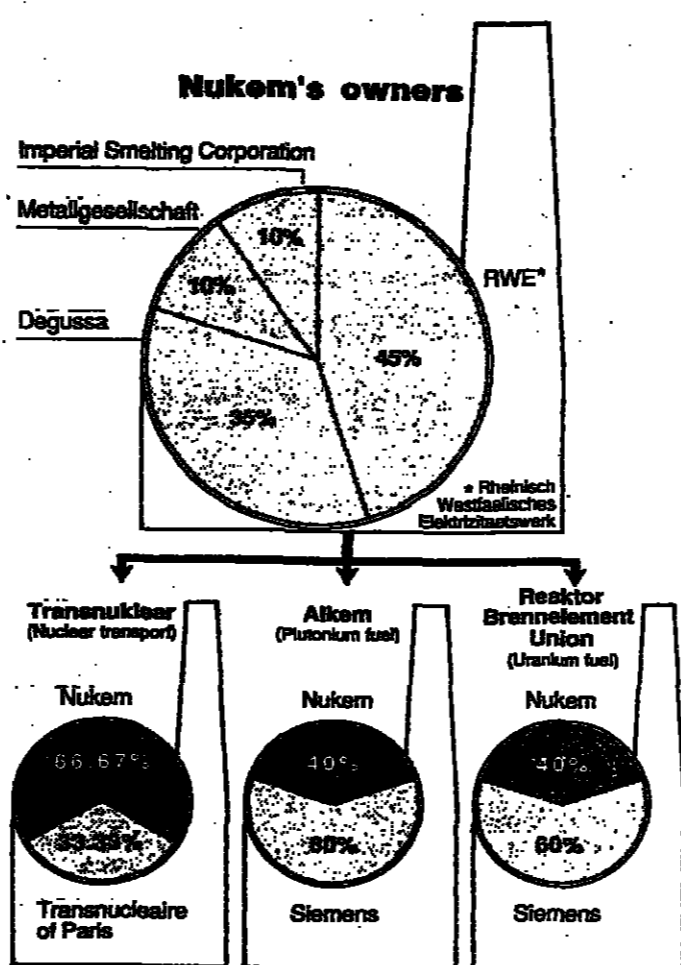 Nukem's owners
Imperial Smelting Corporation
Metallgesellschaft
10%
10%
RWE*
Degussa
45%
35%
* Rheinisch
Westfaelisches
Elektrizitaetswerk
Transnuklear
(Nuclear transport)
Nukem
66.67%
33.33%
Transnucleaire
of Paris
Alkem
(Plutonium fuel)
Nukem
40%
60%
Siemens
Reaktor
Brennelement
Union
(Uranium fuel)
Nukem
40%
60%
Siemens